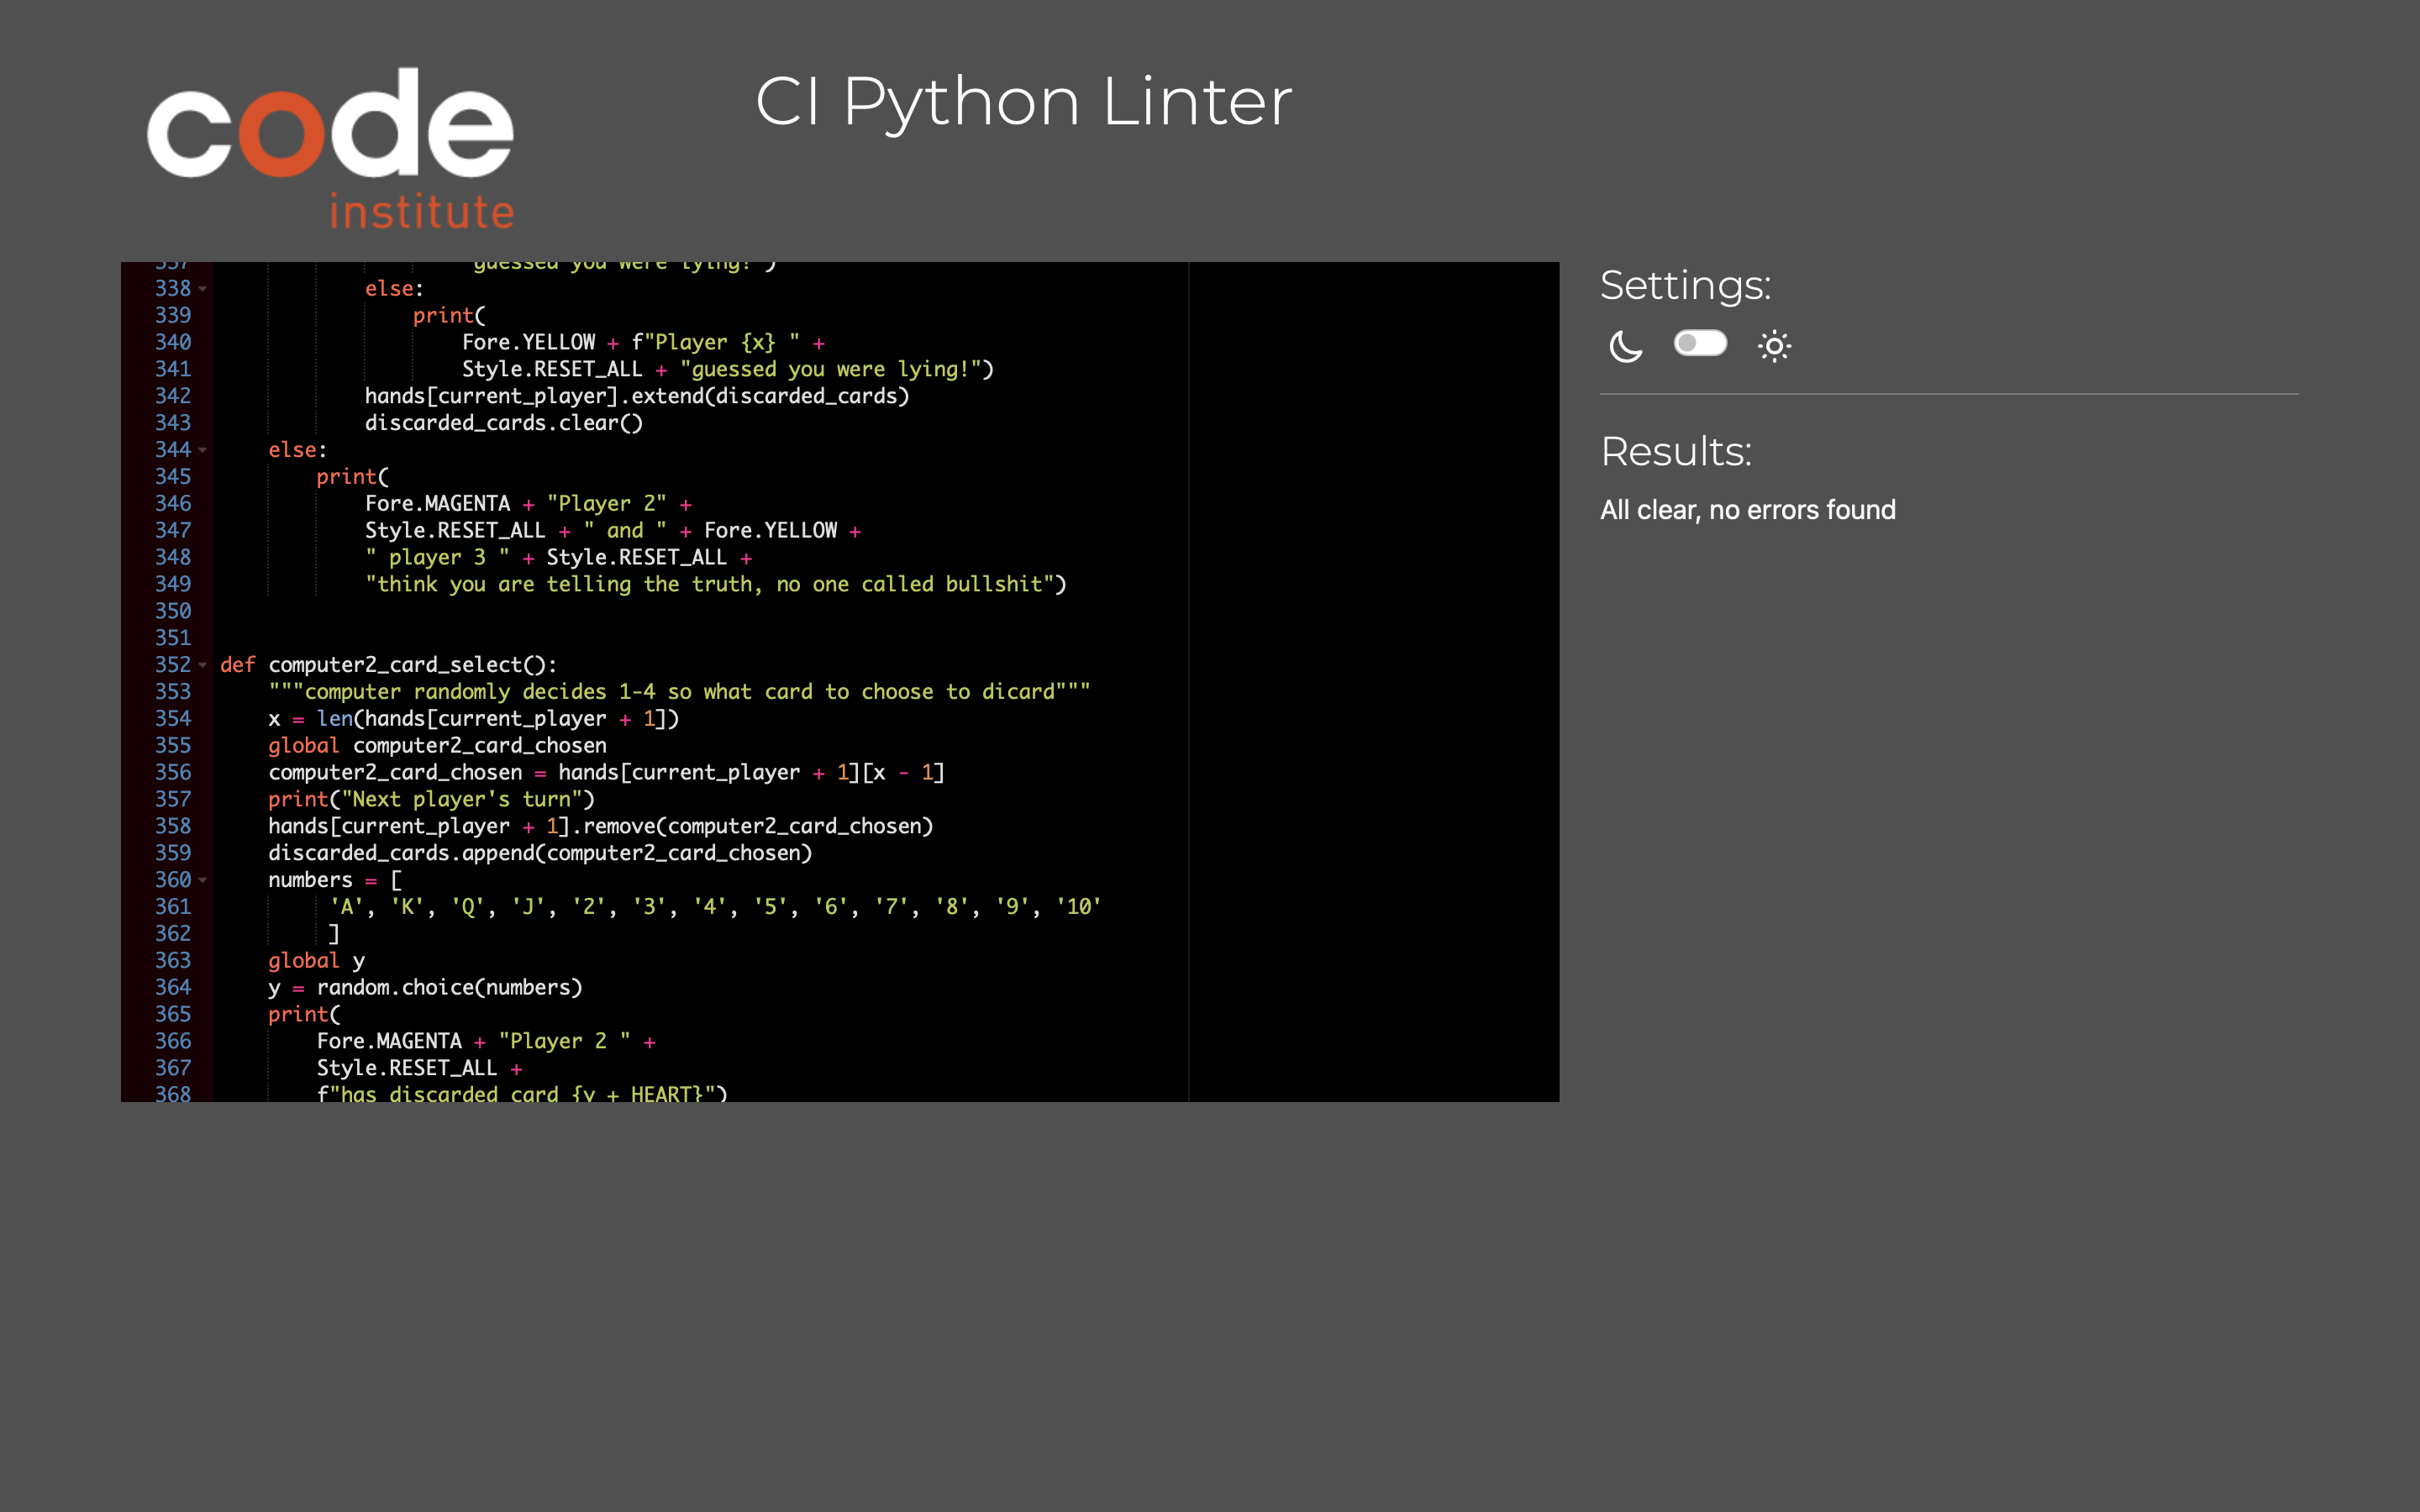 code
institute
CI Python Linter
337 guessed you were lying!")
338 else:
339 print(
340 Fore.YELLOW + f"Player {x} " +
341 Style.RESET_ALL + "guessed you were lying!")
342 hands[current_player].extend(discarded_cards)
343 discarded_cards.clear()
344 else:
345 print(
346 Fore.MAGENTA + "Player 2" +
347 Style.RESET_ALL + " and " + Fore.YELLOW +
348 " player 3 " + Style.RESET_ALL +
349 "think you are telling the truth, no one called bullshit")
350
351
352 def computer2_card_select():
353 """computer randomly decides 1-4 so what card to choose to dicard"""
354 x = len(hands[current_player + 1])
355 global computer2_card_chosen
356 computer2_card_chosen = hands[current_player + 1][x - 1]
357 print("Next player's turn")
358 hands[current_player + 1].remove(computer2_card_chosen)
359 discarded_cards.append(computer2_card_chosen)
360 numbers = [
361 'A', 'K', 'Q', 'J', '2', '3', '4', '5', '6', '7', '8', '9', '10'
362 ]
363 global y
364 y = random.choice(numbers)
365 print(
366 Fore.MAGENTA + "Player 2 " +
367 Style.RESET_ALL +
368 f"has discarded card {y + HEART}")
Settings:
Results:
All clear, no errors found